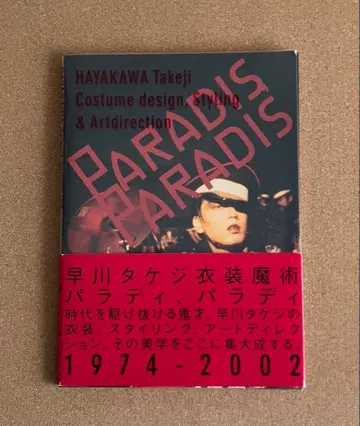 HAYAKAWA Takeji
Costume design, Styling
& Artdirection
PARADIS
PARADIS
早川タケジ衣装魔術
パラディ、パラディ
時代を駆け抜ける鬼才、早川タケジの
衣装、スタイリング、アートディレク
ション。その美学をここに集大成する。
1974-2002